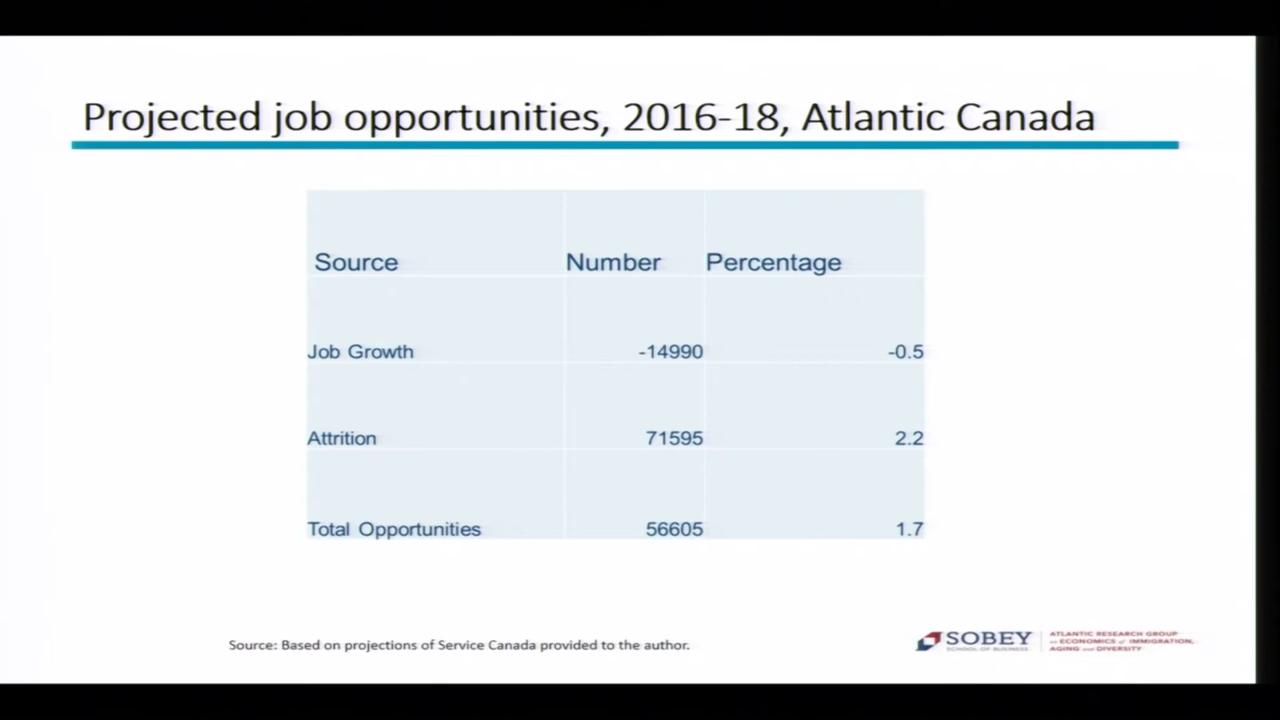 Projected job opportunities, 2016-18, Atlantic Canada
Source Number Percentage
Job Growth -14990 -0.5
Attrition 71595 2.2
Total Opportunities 56605 1.7
Source: Based on projections of Service Canada provided to the author.
SOBEY
SCHOOL OF BUSINESS
ATLANTIC RESEARCH GROUP
on ECONOMICS of IMMIGRATION,
AGING and DIVERSITY